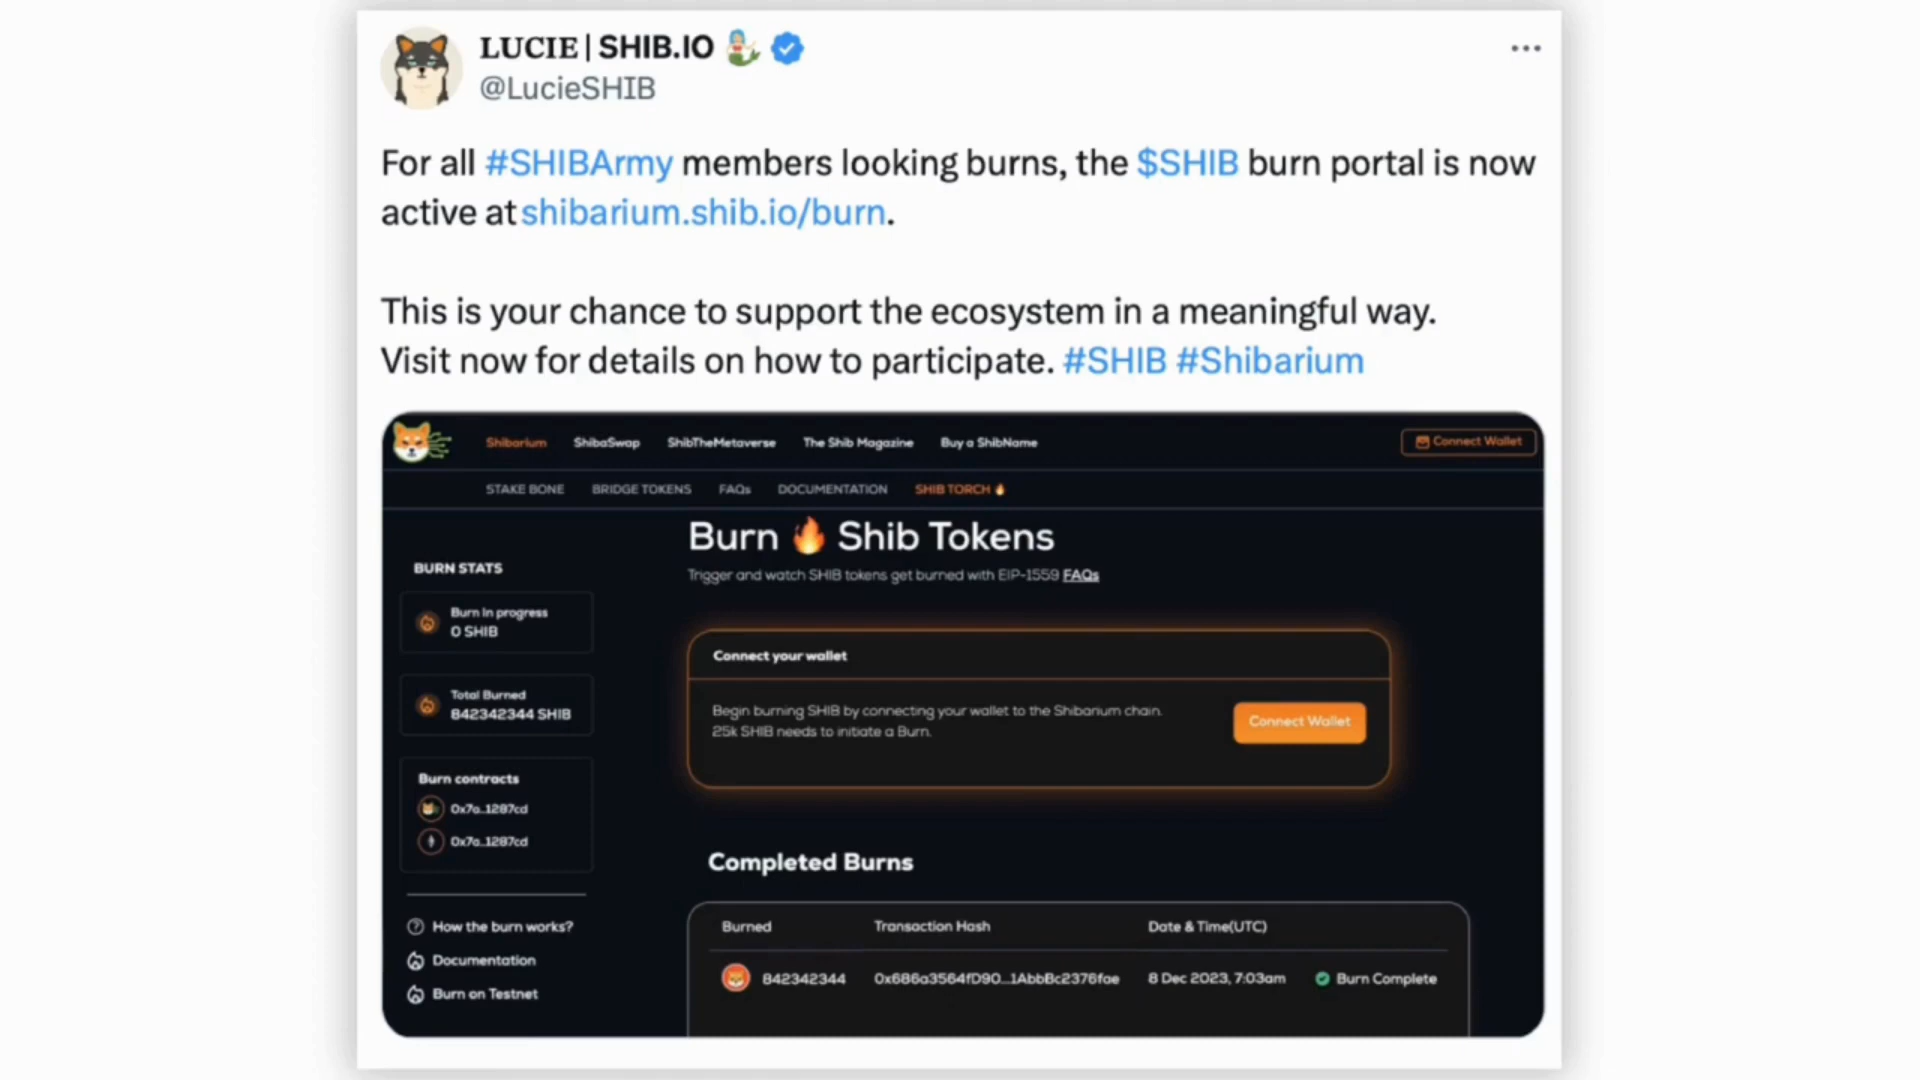 LUCIE | SHIB.IO
@LucieSHIB
For all #SHIBArmy members looking burns, the $SHIB burn portal is now
active at shibarium.shib.io/burn.
This is your chance to support the ecosystem in a meaningful way.
Visit now for details on how to participate. #SHIB #Shibarium
Shibarium ShibaSwap ShibTheMetaverse The Shib Magazine Buy a ShibName Connect Wallet
STAKE BONE BRIDGE TOKENS FAQs DOCUMENTATION SHIB TORCH
Burn Shib Tokens
Trigger and watch SHIB tokens get burned with EIP-1559 FAQs
BURN STATS
Burn In progress
0 SHIB
Total Burned
842342344 SHIB
Burn contracts
0x7a...1287cd
0x7a...1287cd
How the burn works?
Documentation
Burn on Testnet
Connect your wallet
Begin burning SHIB by connecting your wallet to the Shibarium chain.
25k SHIB needs to initiate a Burn.
Connect Wallet
Completed Burns
Burned Transaction Hash Date & Time(UTC)
842342344 0x686a3564fD90...1AbbBc2376fae 8 Dec 2023, 7:03am Burn Complete